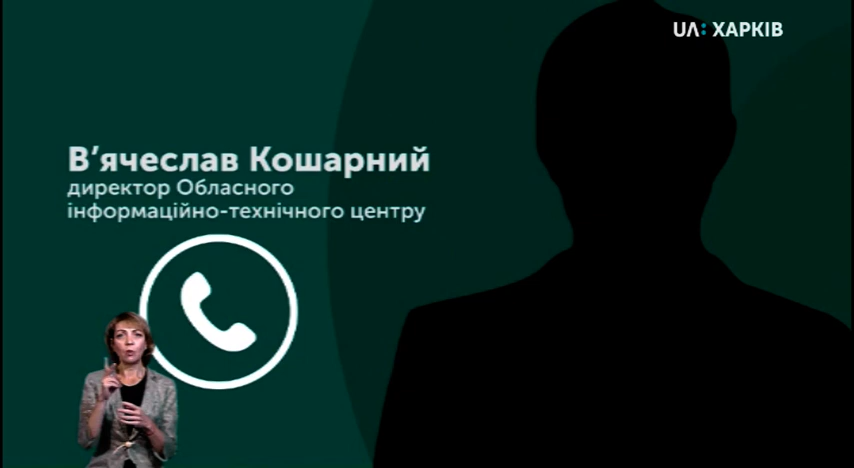 UA: ХАРКІВ
В’ячеслав Кошарний
директор Обласного
інформаційно-технічного центру